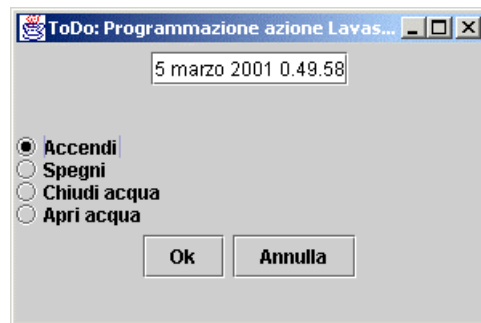 ToDo: Programmazione azione Lavas...
5 marzo 2001 0.49.58
Accendi
Spegni
Chiudi acqua
Apri acqua
Ok Annulla